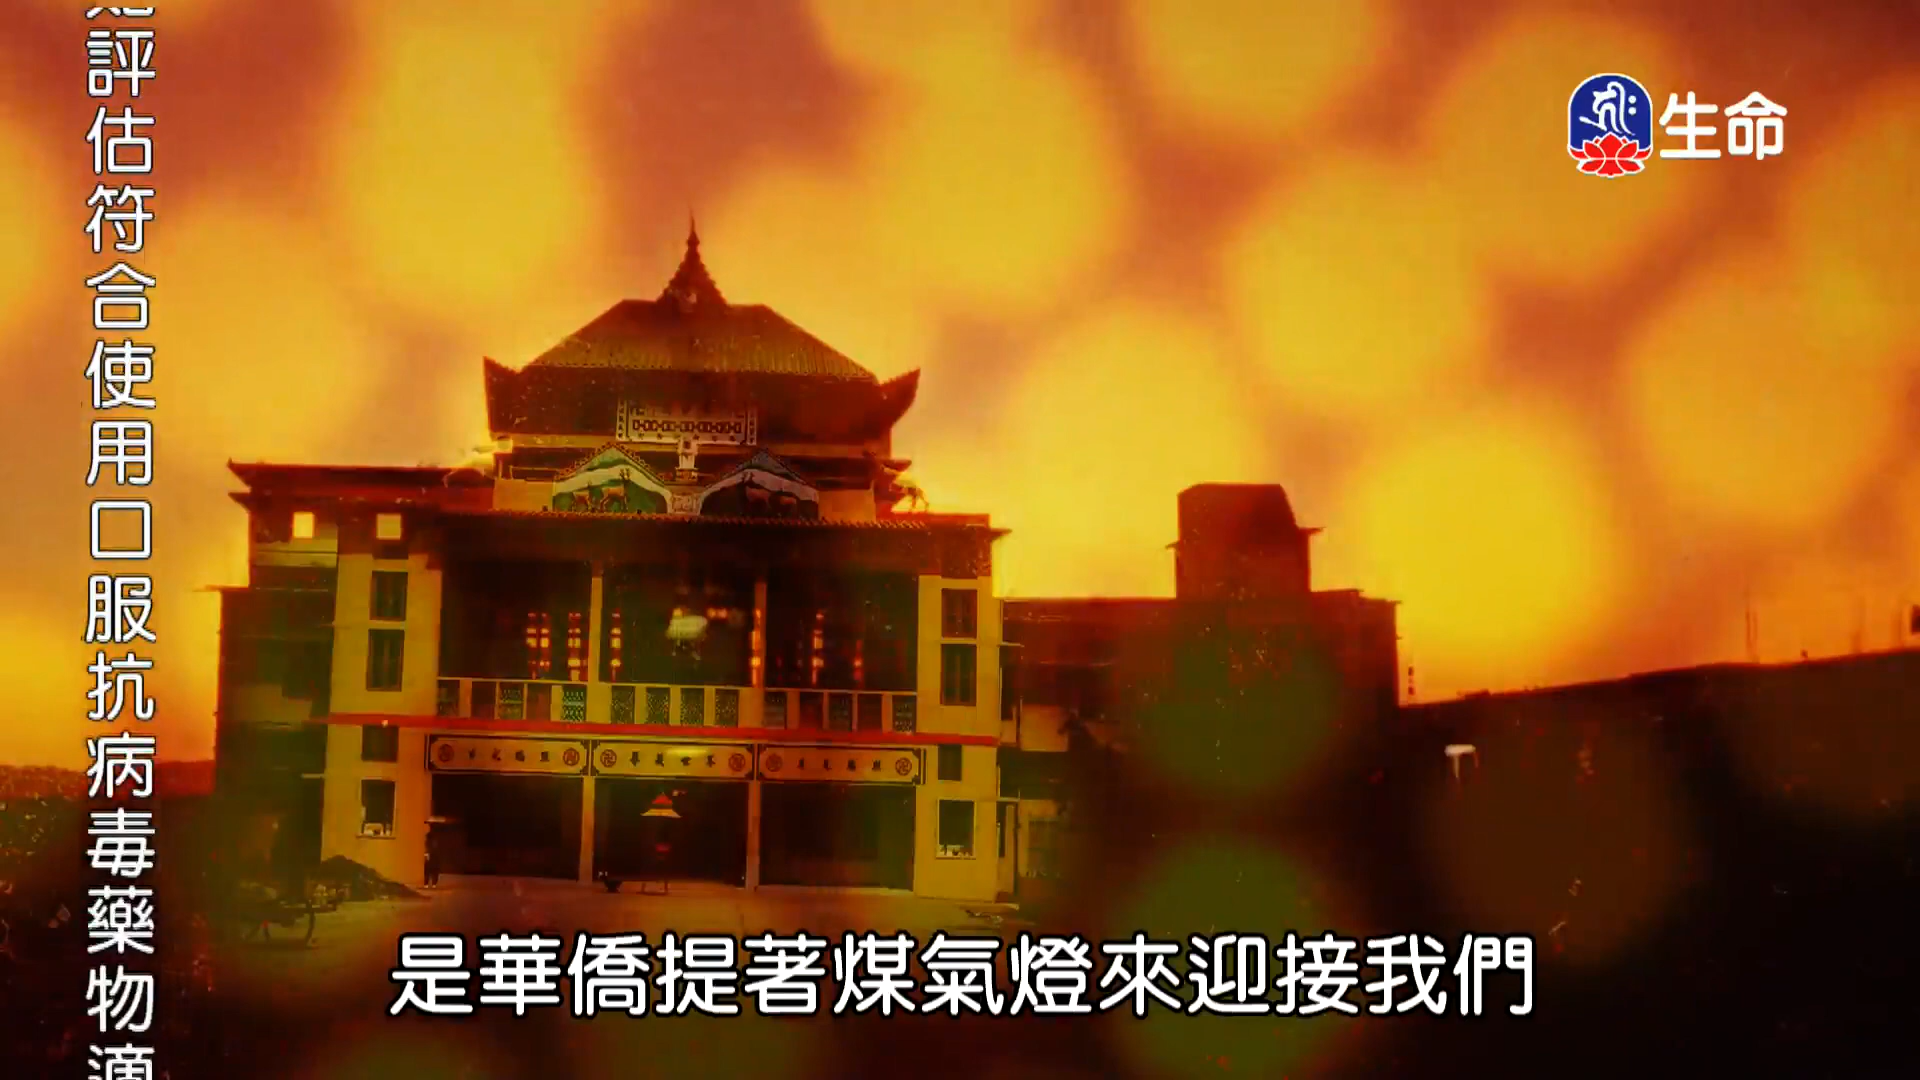 評估符合使用口服抗病毒藥物
生命
是華僑提著煤氣燈來迎接我們